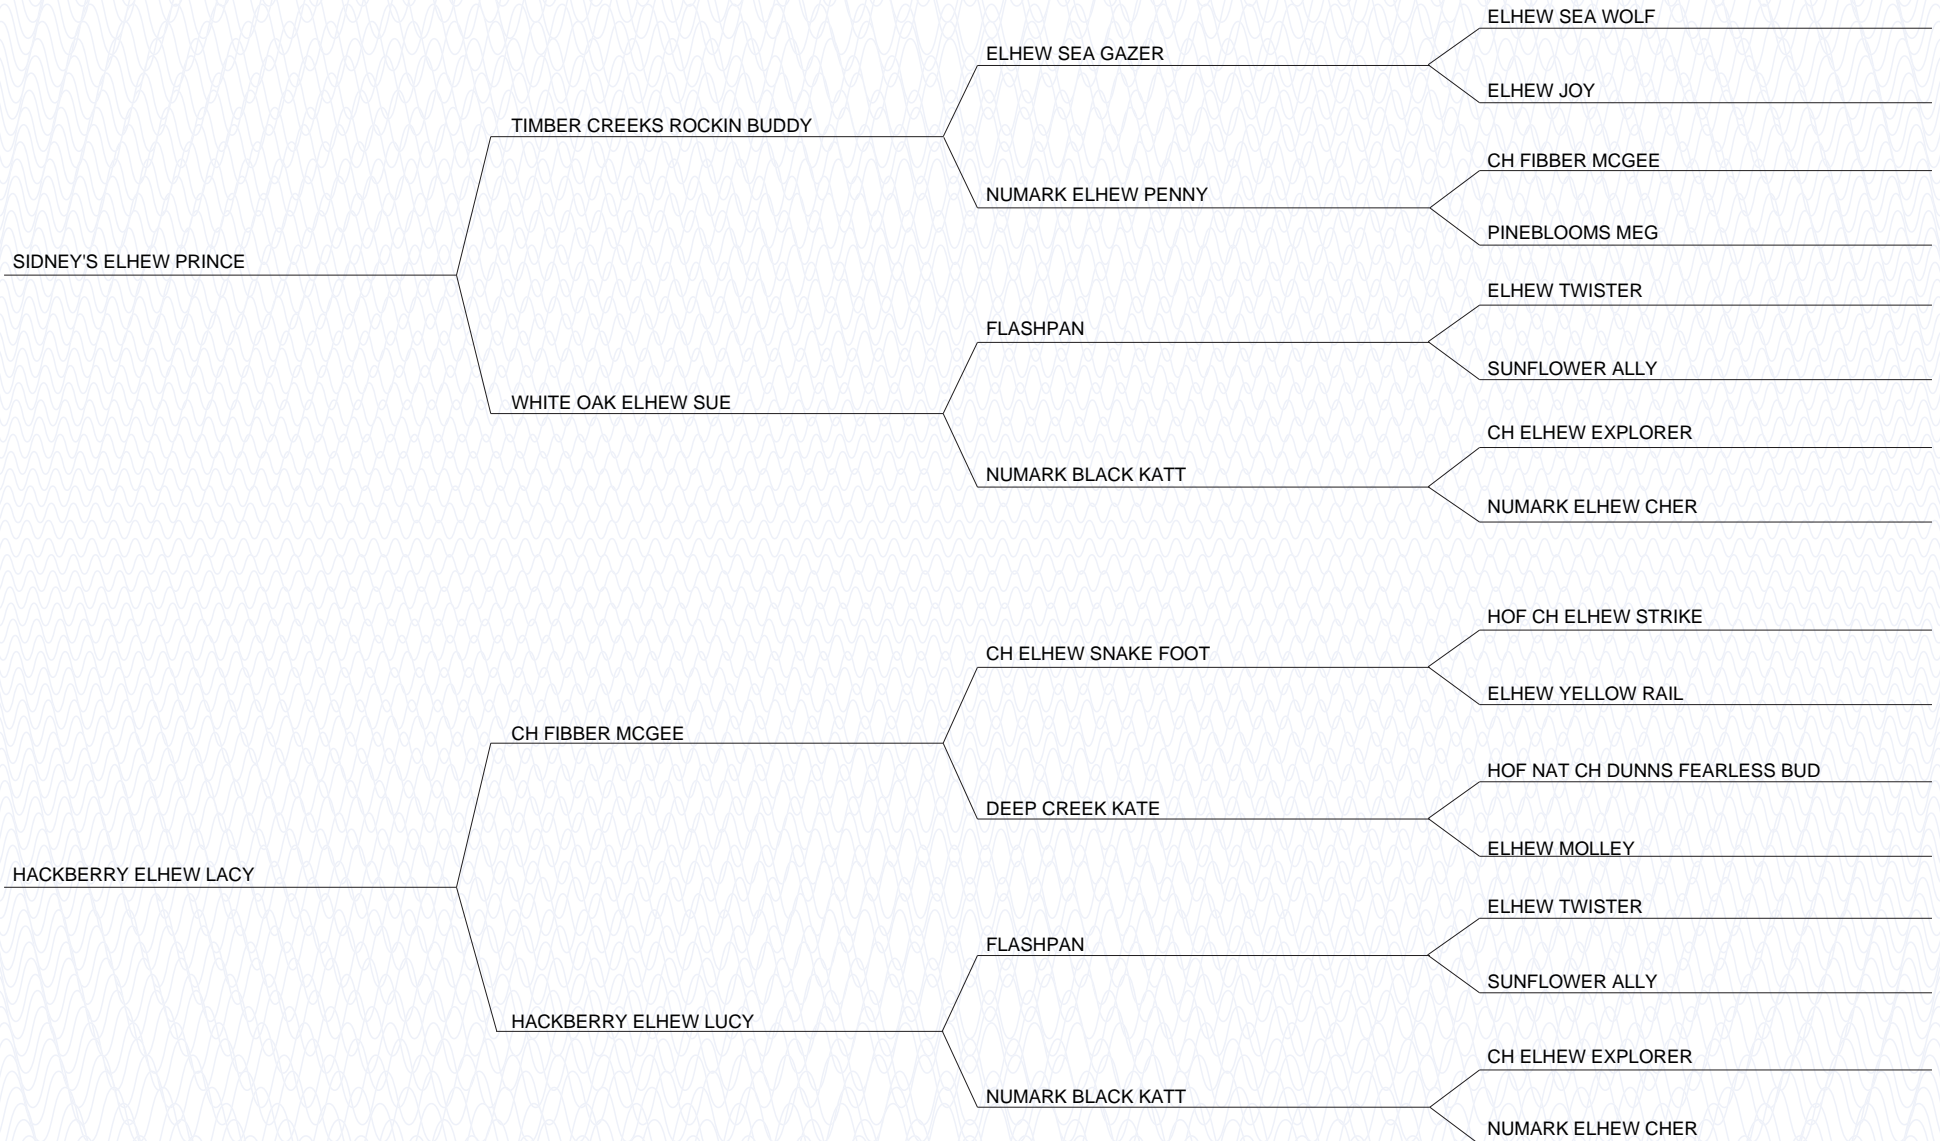 ELHEW SEA WOLF
ELHEW SEA GAZER
ELHEW JOY
TIMBER CREEKS ROCKIN BUDDY
CH FIBBER MCGEE
NUMARK ELHEW PENNY
PINEBLOOMS MEG
SIDNEY'S ELHEW PRINCE
ELHEW TWISTER
FLASHPAN
SUNFLOWER ALLY
WHITE OAK ELHEW SUE
CH ELHEW EXPLORER
NUMARK BLACK KATT
NUMARK ELHEW CHER
HOF CH ELHEW STRIKE
CH ELHEW SNAKE FOOT
ELHEW YELLOW RAIL
CH FIBBER MCGEE
HOF NAT CH DUNNS FEARLESS BUD
DEEP CREEK KATE
ELHEW MOLLEY
HACKBERRY ELHEW LACY
ELHEW TWISTER
FLASHPAN
SUNFLOWER ALLY
HACKBERRY ELHEW LUCY
CH ELHEW EXPLORER
NUMARK BLACK KATT
NUMARK ELHEW CHER